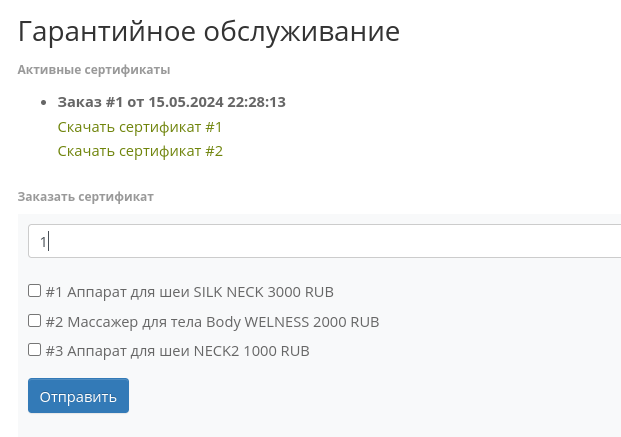 Гарантийное обслуживание
Активные сертификаты
Заказ #1 от 15.05.2024 22:28:13
Скачать сертификат #1
Скачать сертификат #2
Заказать сертификат
1
#1 Аппарат для шеи SILK NECK 3000 RUB
#2 Массажер для тела Body WELNESS 2000 RUB
#3 Аппарат для шеи NECK2 1000 RUB
Отправить